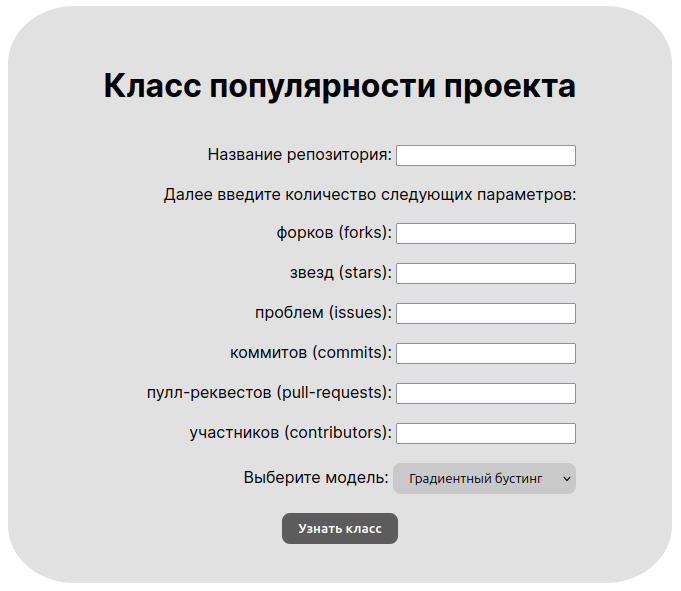 Класс популярности проекта
Название репозитория:
Далее введите количество следующих параметров:
форков (forks):
звезд (stars):
проблем (issues):
коммитов (commits):
пулл-реквестов (pull-requests):
участников (contributors):
Выберите модель: Градиентный бустинг
Узнать класс